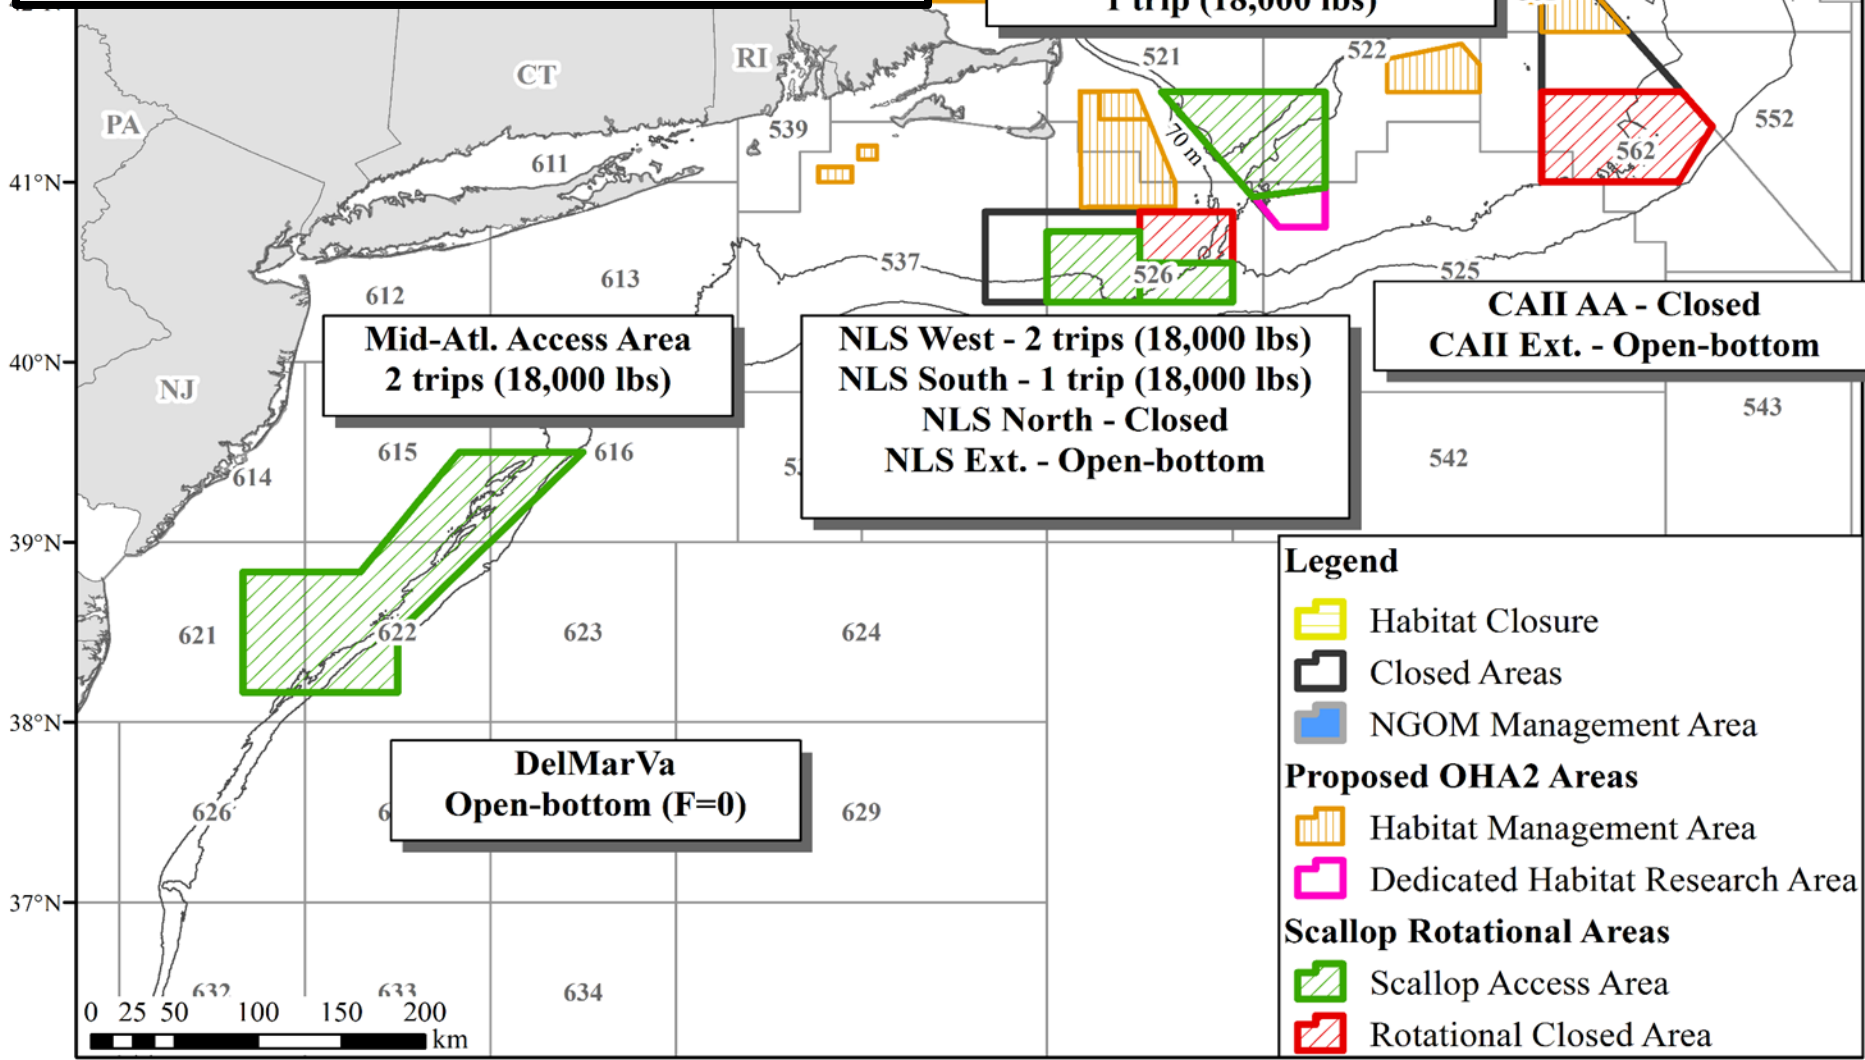 1 trip (18,000 lbs)
521
522
CT
RI
PA
539
552
70 m
611
562
41°N
537
526
525
613
612
CAII AA - Closed
CAII Ext. - Open-bottom
Mid-Atl. Access Area
2 trips (18,000 lbs)
NLS West - 2 trips (18,000 lbs)
NLS South - 1 trip (18,000 lbs)
NLS North - Closed
NLS Ext. - Open-bottom
40°N
NJ
543
615
616
542
614
39°N
Legend
Habitat Closure
Closed Areas
NGOM Management Area
Proposed OHA2 Areas
Habitat Management Area
Dedicated Habitat Research Area
Scallop Rotational Areas
Scallop Access Area
Rotational Closed Area
621
622
623
624
38°N
DelMarVa
Open-bottom (F=0)
626
629
37°N
632
633
634
0 25 50 100 150 200
km